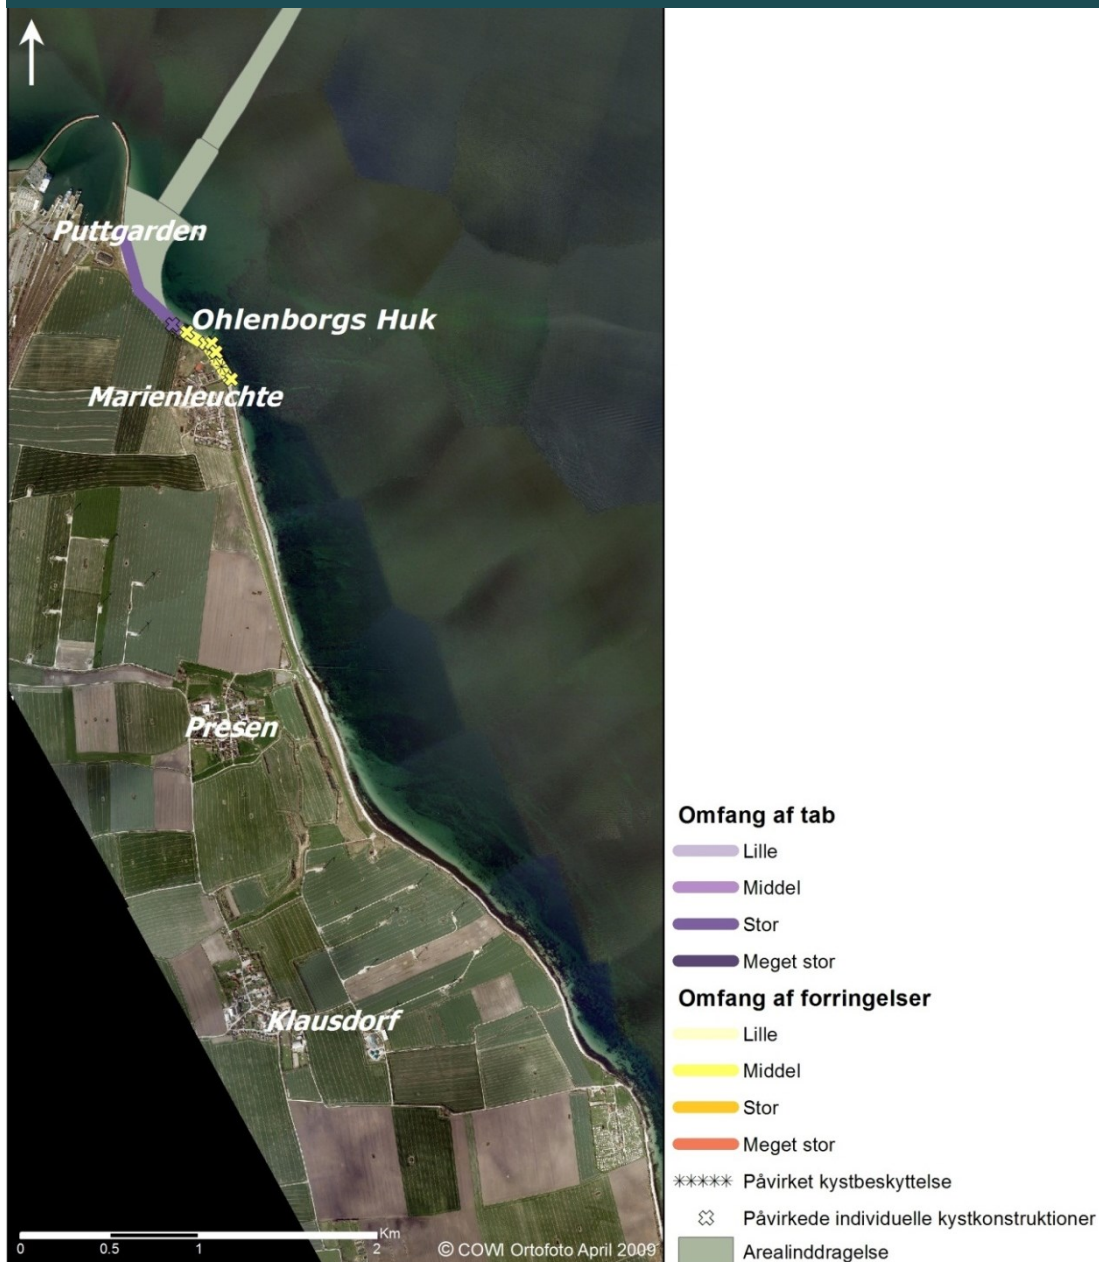 Puttgarden
Ohlenborgs Huk
Marienleuchte
Presen
Klausdorf
Omfang af tab
Lille
Middel
Stor
Meget stor
Omfang af forringelser
Lille
Middel
Stor
Meget stor
Påvirket kystbeskyttelse
Påvirkede individuelle kystkonstruktioner
Arealinddragelse
Km
0 0.5 1 2
© COWI Ortofoto April 2009